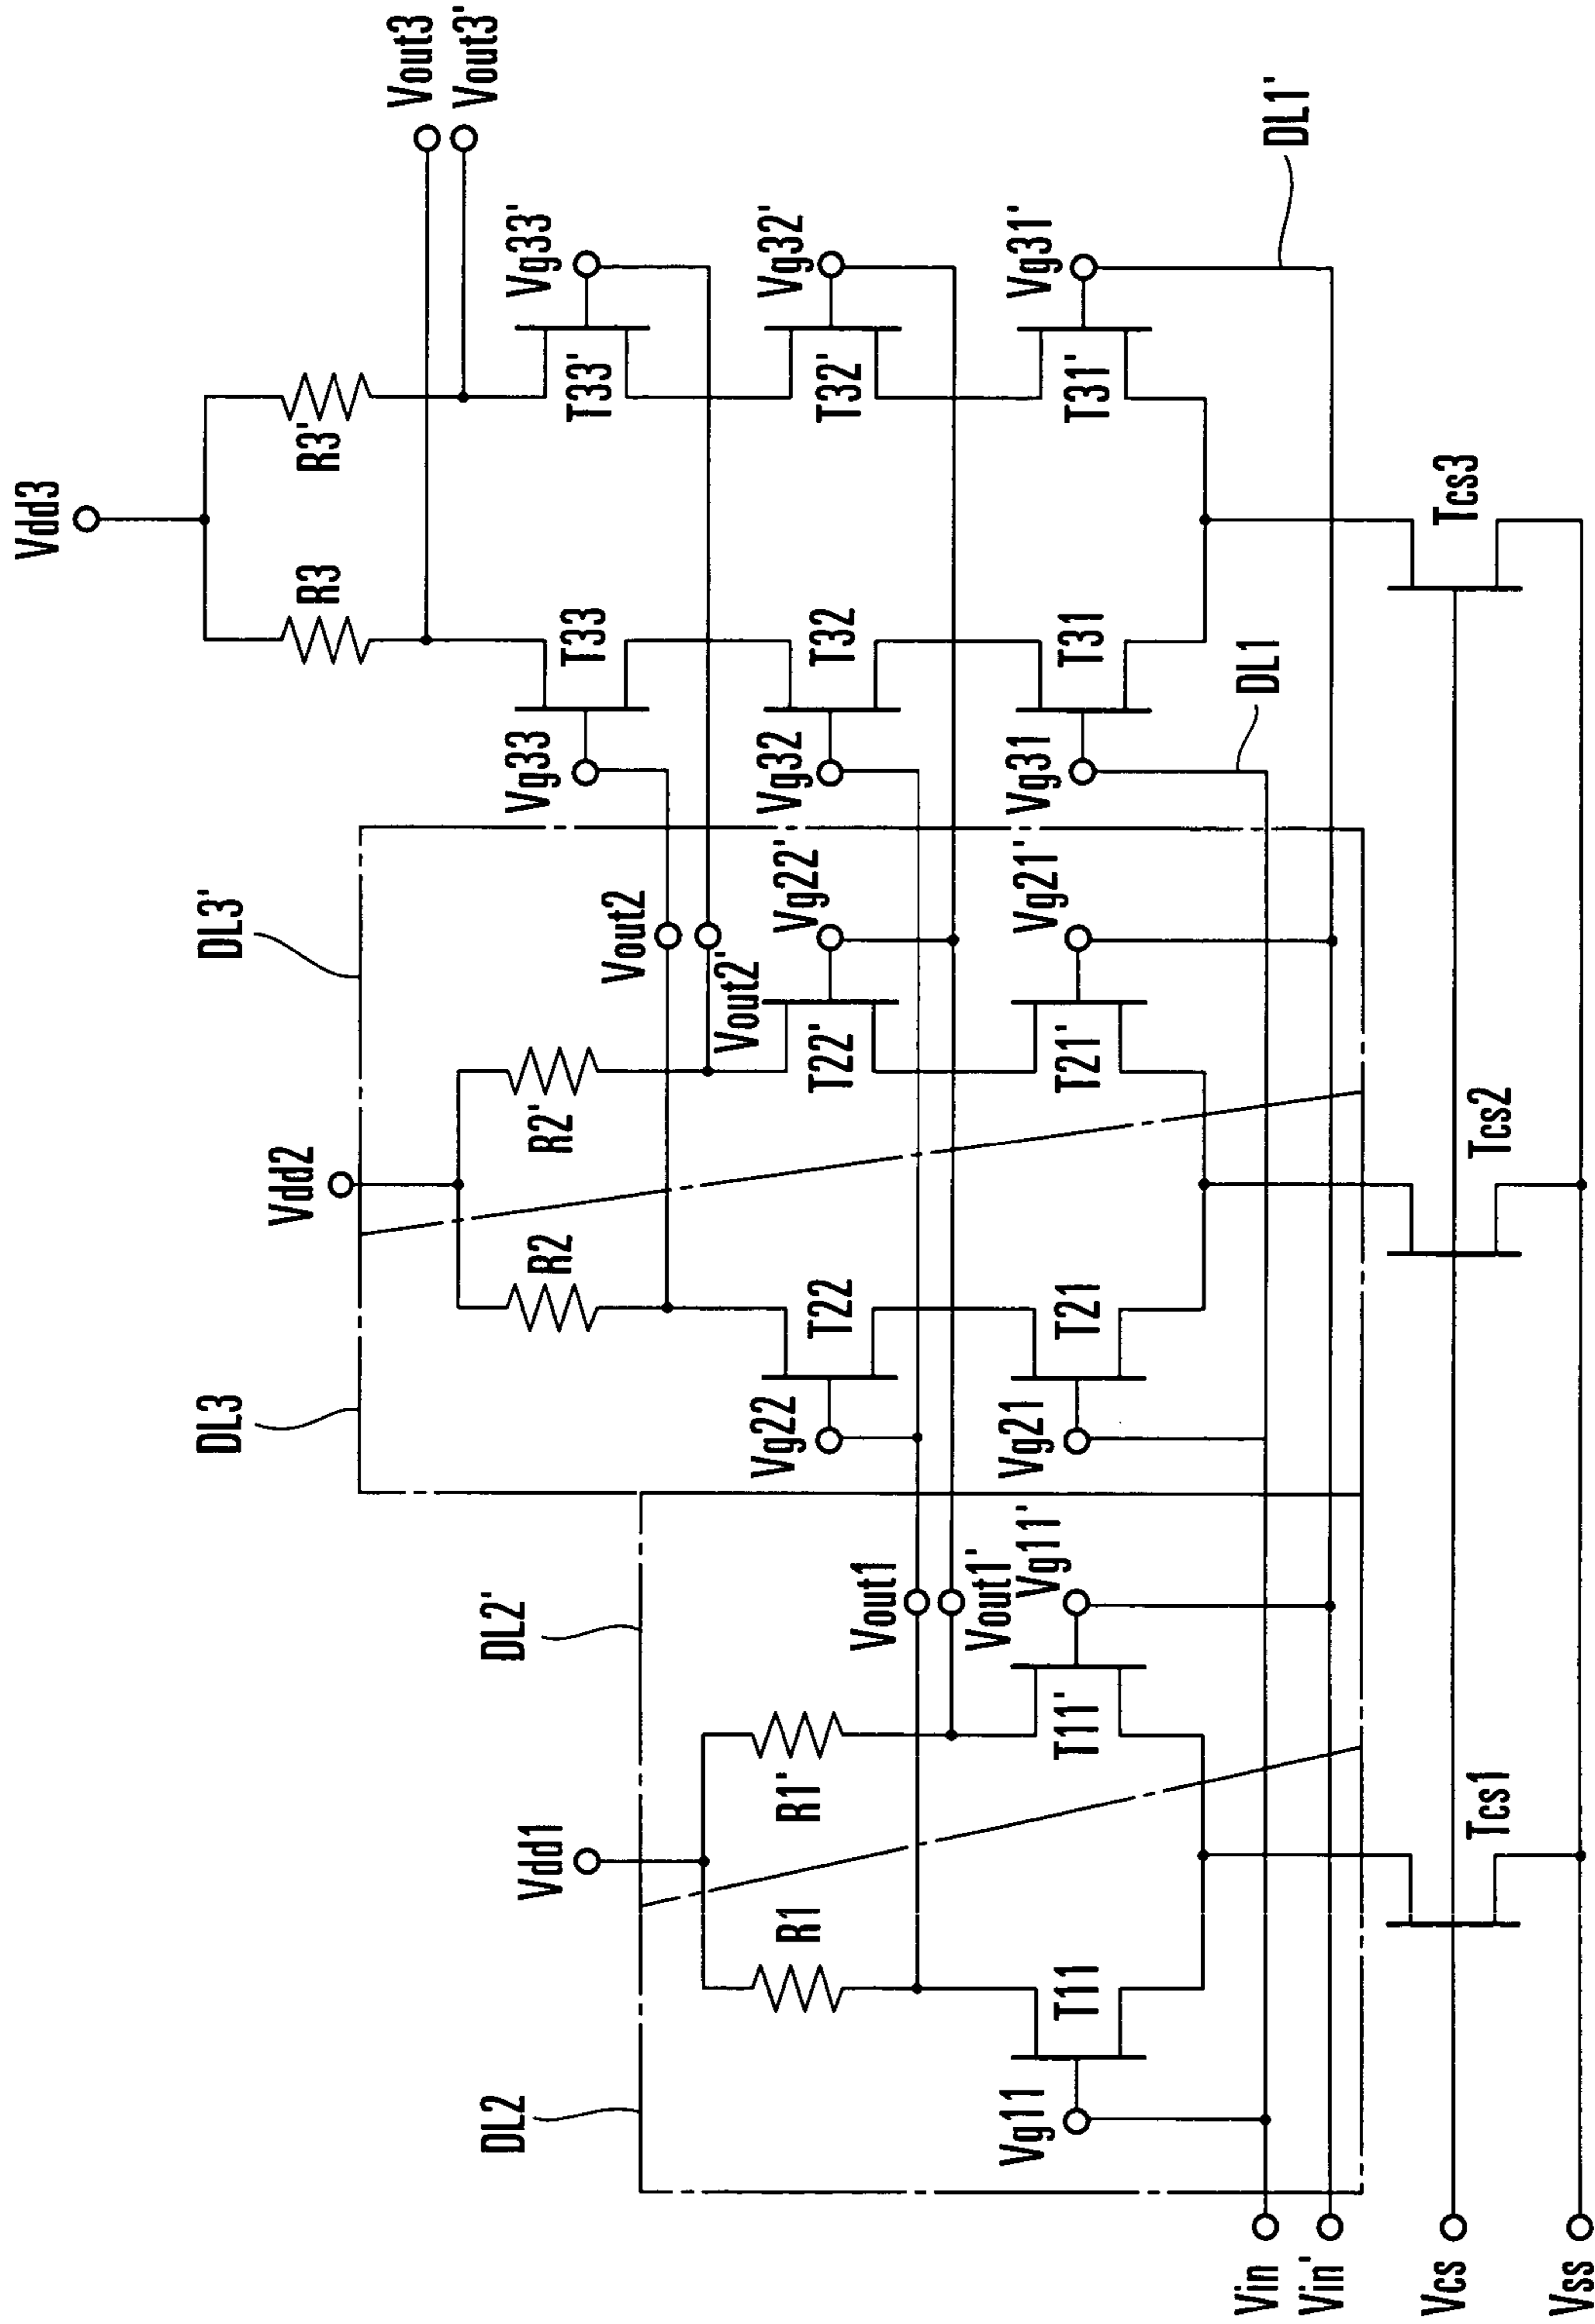 Vdd3
Vout3
Vout3'
R3
R3'
T33
T33'
Vg33
Vg33'
T32
T32'
Vg32
Vg32'
T31
T31'
Vg31
Vg31'
DL1
DL1'
Tcs3
DL3
DL3'
Vdd2
R2
R2'
Vout2
Vout2'
T22
T22'
Vg22
Vg22'
T21
T21'
Vg21
Vg21'
Tcs2
DL2
DL2'
Vdd1
R1
R1'
Vout1
Vout1'
T11
T11'
Vg11
Vg11'
Tcs1
Vin
Vin'
Vcs
Vss